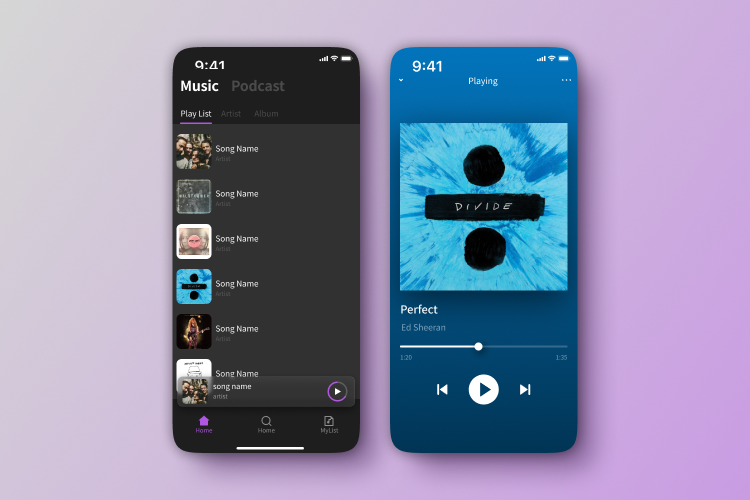 9:41
Music Podcast
Play List Artist Album
Song Name
Artist
Song Name
Artist
Song Name
Artist
Song Name
Artist
Song Name
Artist
Song Name
song name
artist
Home Home MyList
9:41
Playing
DIVIDE
Perfect
Ed Sheeran
1:20 1:35